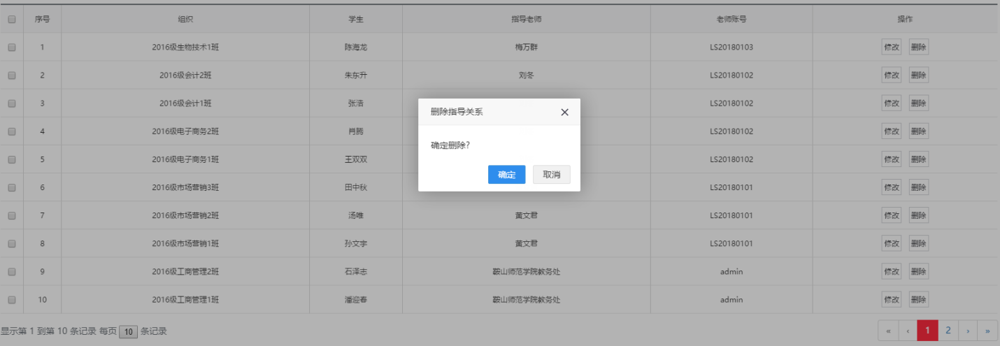 序号 组织 学生 指导老师 老师账号 操作
1 2016级生物技术1班 陈海龙 梅万群 LS20180103 修改 删除
2 2016级会计2班 朱东升 刘冬 LS20180102 修改 删除
3 2016级会计1班 张浩 LS20180102 修改 删除
删除指导关系
4 2016级电子商务2班 肖腾 LS20180102 修改 删除
确定删除?
5 2016级电子商务1班 王双双 LS20180102 修改 删除
确定 取消
6 2016级市场营销3班 田中秋 LS20180101 修改 删除
7 2016级市场营销2班 汤唯 黄文君 LS20180101 修改 删除
8 2016级市场营销1班 孙文宇 黄文君 LS20180101 修改 删除
9 2016级工商管理2班 石泽志 鞍山师范学院教务处 admin 修改 删除
10 2016级工商管理1班 潘迎春 鞍山师范学院教务处 admin 修改 删除
显示第 1 到第 10 条记录 每页 10 条记录 « ‹ 1 2 › »